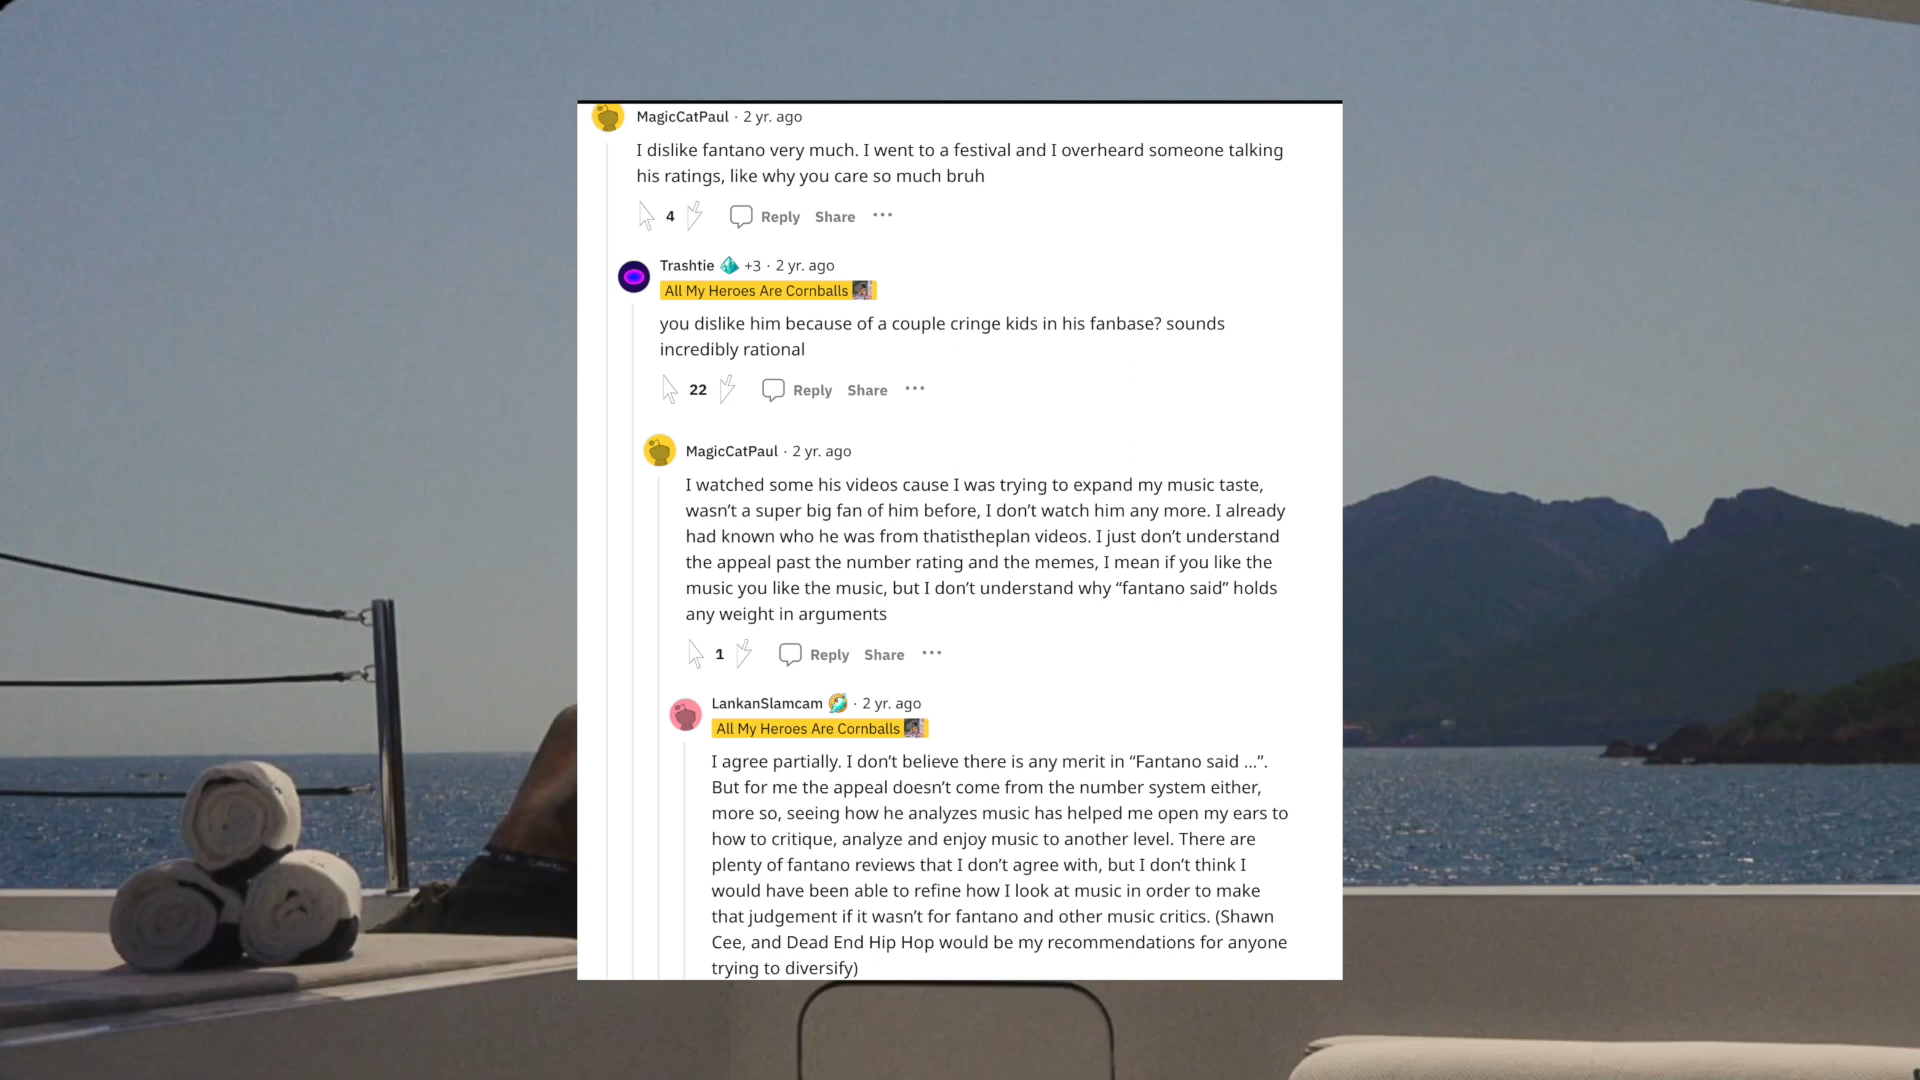 MagicCatPaul · 2 yr. ago
I dislike fantano very much. I went to a festival and I overheard someone talking
his ratings, like why you care so much bruh
4 Reply Share ···
Trashtie +3 · 2 yr. ago
All My Heroes Are Cornballs
you dislike him because of a couple cringe kids in his fanbase? sounds
incredibly rational
22 Reply Share ···
MagicCatPaul · 2 yr. ago
I watched some his videos cause I was trying to expand my music taste,
wasn’t a super big fan of him before, I don’t watch him any more. I already
had known who he was from thatistheplan videos. I just don’t understand
the appeal past the number rating and the memes, I mean if you like the
music you like the music, but I don’t understand why “fantano said” holds
any weight in arguments
1 Reply Share ···
LankanSlamcam · 2 yr. ago
All My Heroes Are Cornballs
I agree partially. I don’t believe there is any merit in “Fantano said ...”.
But for me the appeal doesn’t come from the number system either,
more so, seeing how he analyzes music has helped me open my ears to
how to critique, analyze and enjoy music to another level. There are
plenty of fantano reviews that I don’t agree with, but I don’t think I
would have been able to refine how I look at music in order to make
that judgement if it wasn’t for fantano and other music critics. (Shawn
Cee, and Dead End Hip Hop would be my recommendations for anyone
trying to diversify)